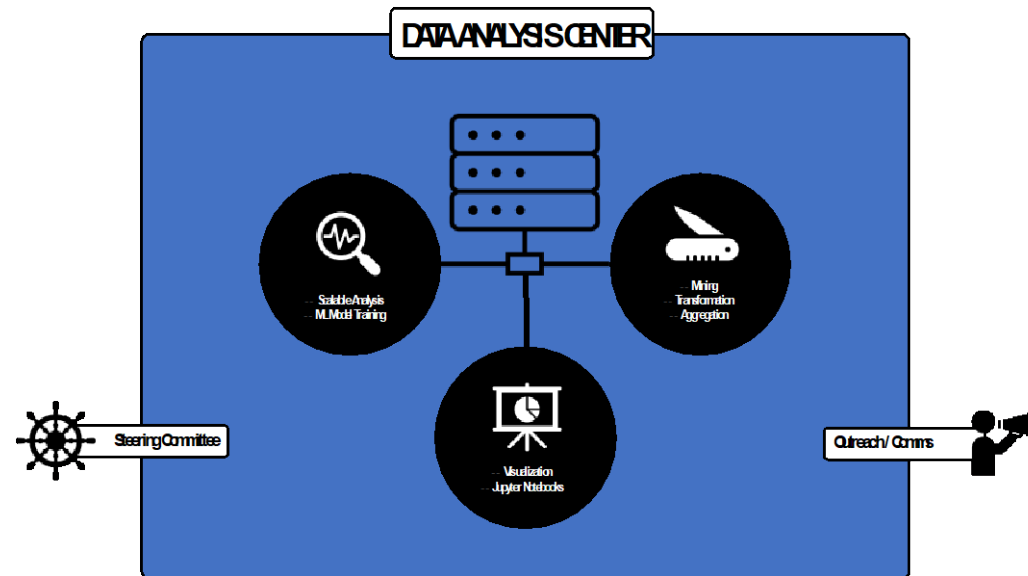 DATA ANALYSIS CENTER
-- Scalable Analysis
-- ML Model Training
-- Mining
-- Transformation
-- Aggregation
Steering Committee
Outreach / Comms
-- Visualization
-- Jupyter Notebooks